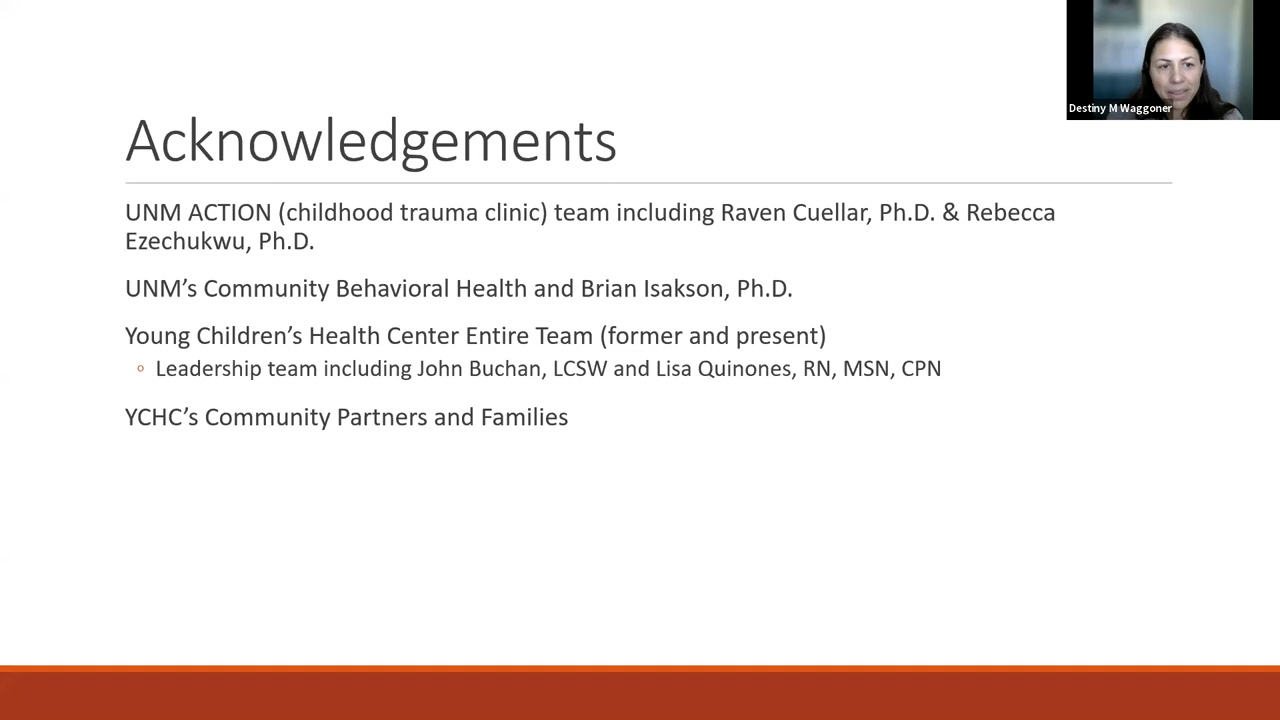 Destiny M Waggoner
Acknowledgements
UNM ACTION (childhood trauma clinic) team including Raven Cuellar, Ph.D. & Rebecca
Ezechukwu, Ph.D.
UNM’s Community Behavioral Health and Brian Isakson, Ph.D.
Young Children’s Health Center Entire Team (former and present)
◦ Leadership team including John Buchan, LCSW and Lisa Quinones, RN, MSN, CPN
YCHC’s Community Partners and Families